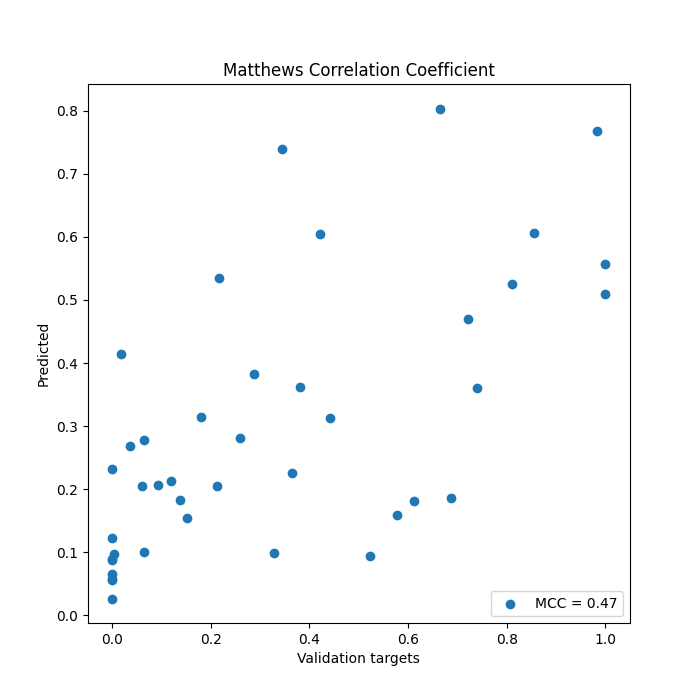 Matthews Correlation Coefficient
0.8
0.7
0.6
0.5
0.4
0.3
0.2
0.1
0.0
Predicted
MCC = 0.47
0.0 0.2 0.4 0.6 0.8 1.0
Validation targets